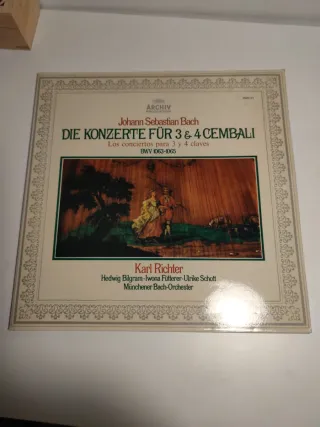 ARCHIV
Johann Sebastian Bach
DIE KONZERTE FÜR 3 & 4 CEMBALI
Los conciertos para 3 y 4 claves
BWV 1063-1065
Karl Richter
Hedwig Bilgram · Iwona Fütterer · Ulrike Schott
Münchener Bach-Orchester